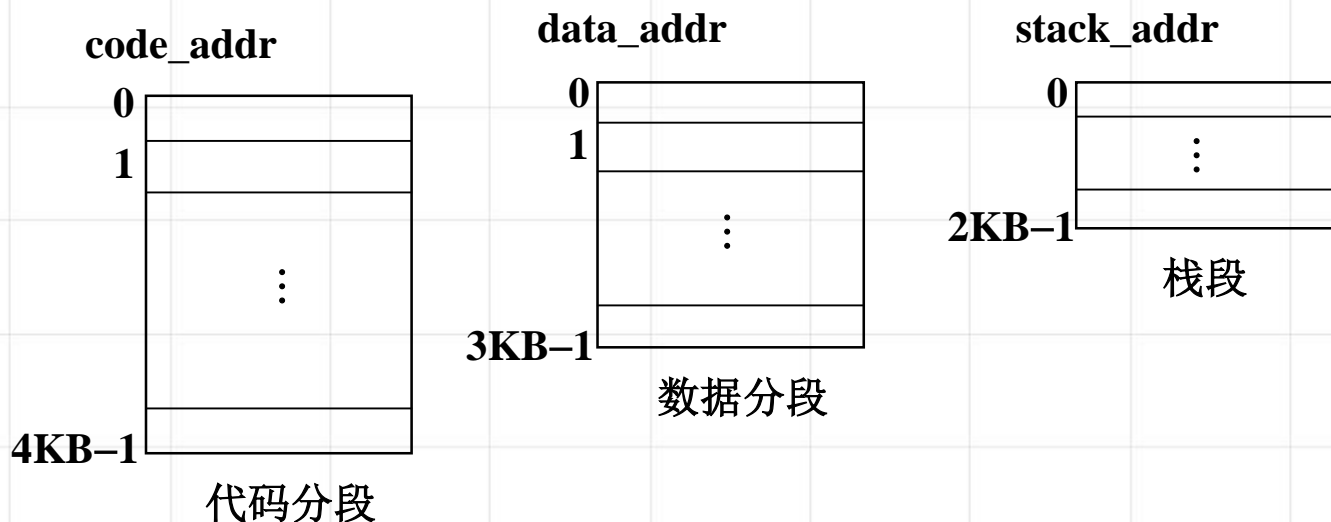 code_addr
0
1
⋮
4KB–1
代码分段
data_addr
0
1
⋮
3KB–1
数据分段
stack_addr
0
⋮
2KB–1
栈段